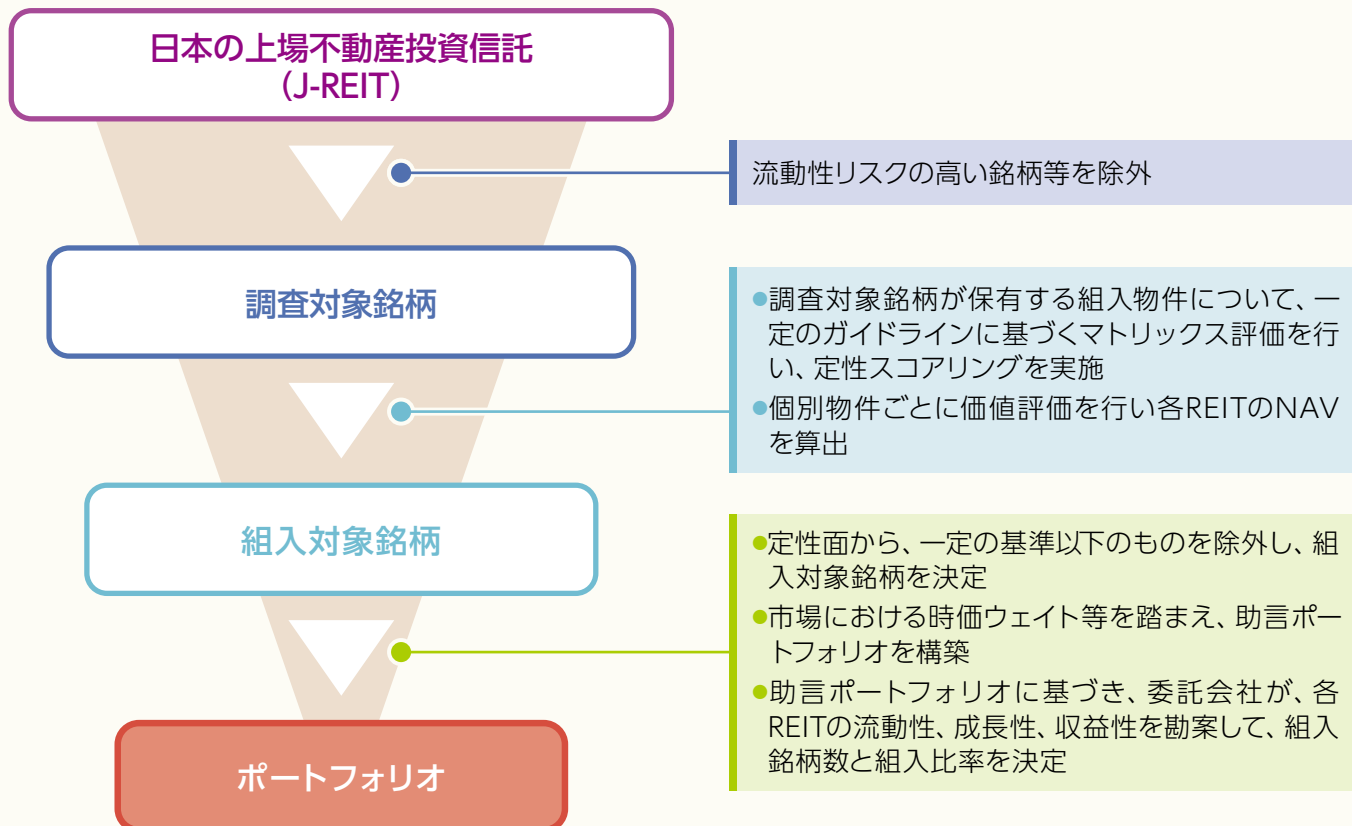 日本の上場不動産投資信託
(J-REIT)
流動性リスクの高い銘柄等を除外
調査対象銘柄
●調査対象銘柄が保有する組入物件について、一
定のガイドラインに基づくマトリックス評価を行
い、定性スコアリングを実施
●個別物件ごとに価値評価を行い各REITのNAV
を算出
組入対象銘柄
●定性面から、一定の基準以下のものを除外し、組
入対象銘柄を決定
●市場における時価ウェイト等を踏まえ、助言ポー
トフォリオを構築
●助言ポートフォリオに基づき、委託会社が、各
REITの流動性、成長性、収益性を勘案して、組入
銘柄数と組入比率を決定
ポートフォリオ